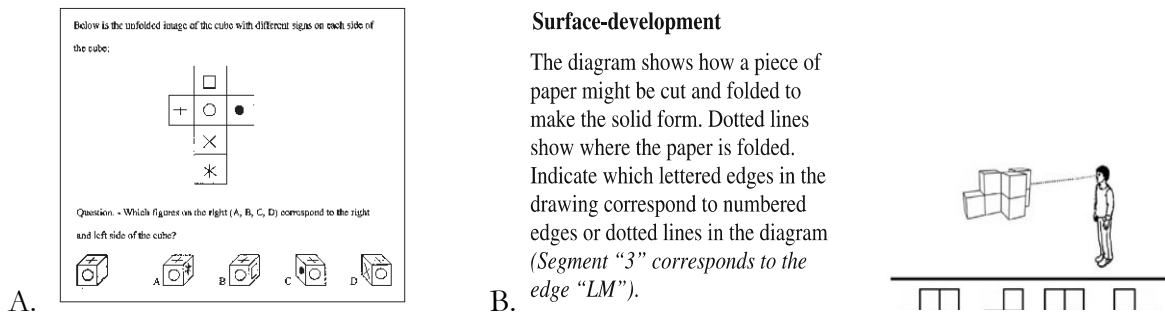 Below is the unfolded image of the cube with different signs on each side of
the cube:
Question. - Which figures on the right (A, B, C, D) correspond to the right
and left side of the cube?
A
B
C
D
A.
Surface-development
The diagram shows how a piece of
paper might be cut and folded to
make the solid form. Dotted lines
show where the paper is folded.
Indicate which lettered edges in the
drawing correspond to numbered
edges or dotted lines in the diagram
(Segment “3” corresponds to the
edge “LM”).
B.